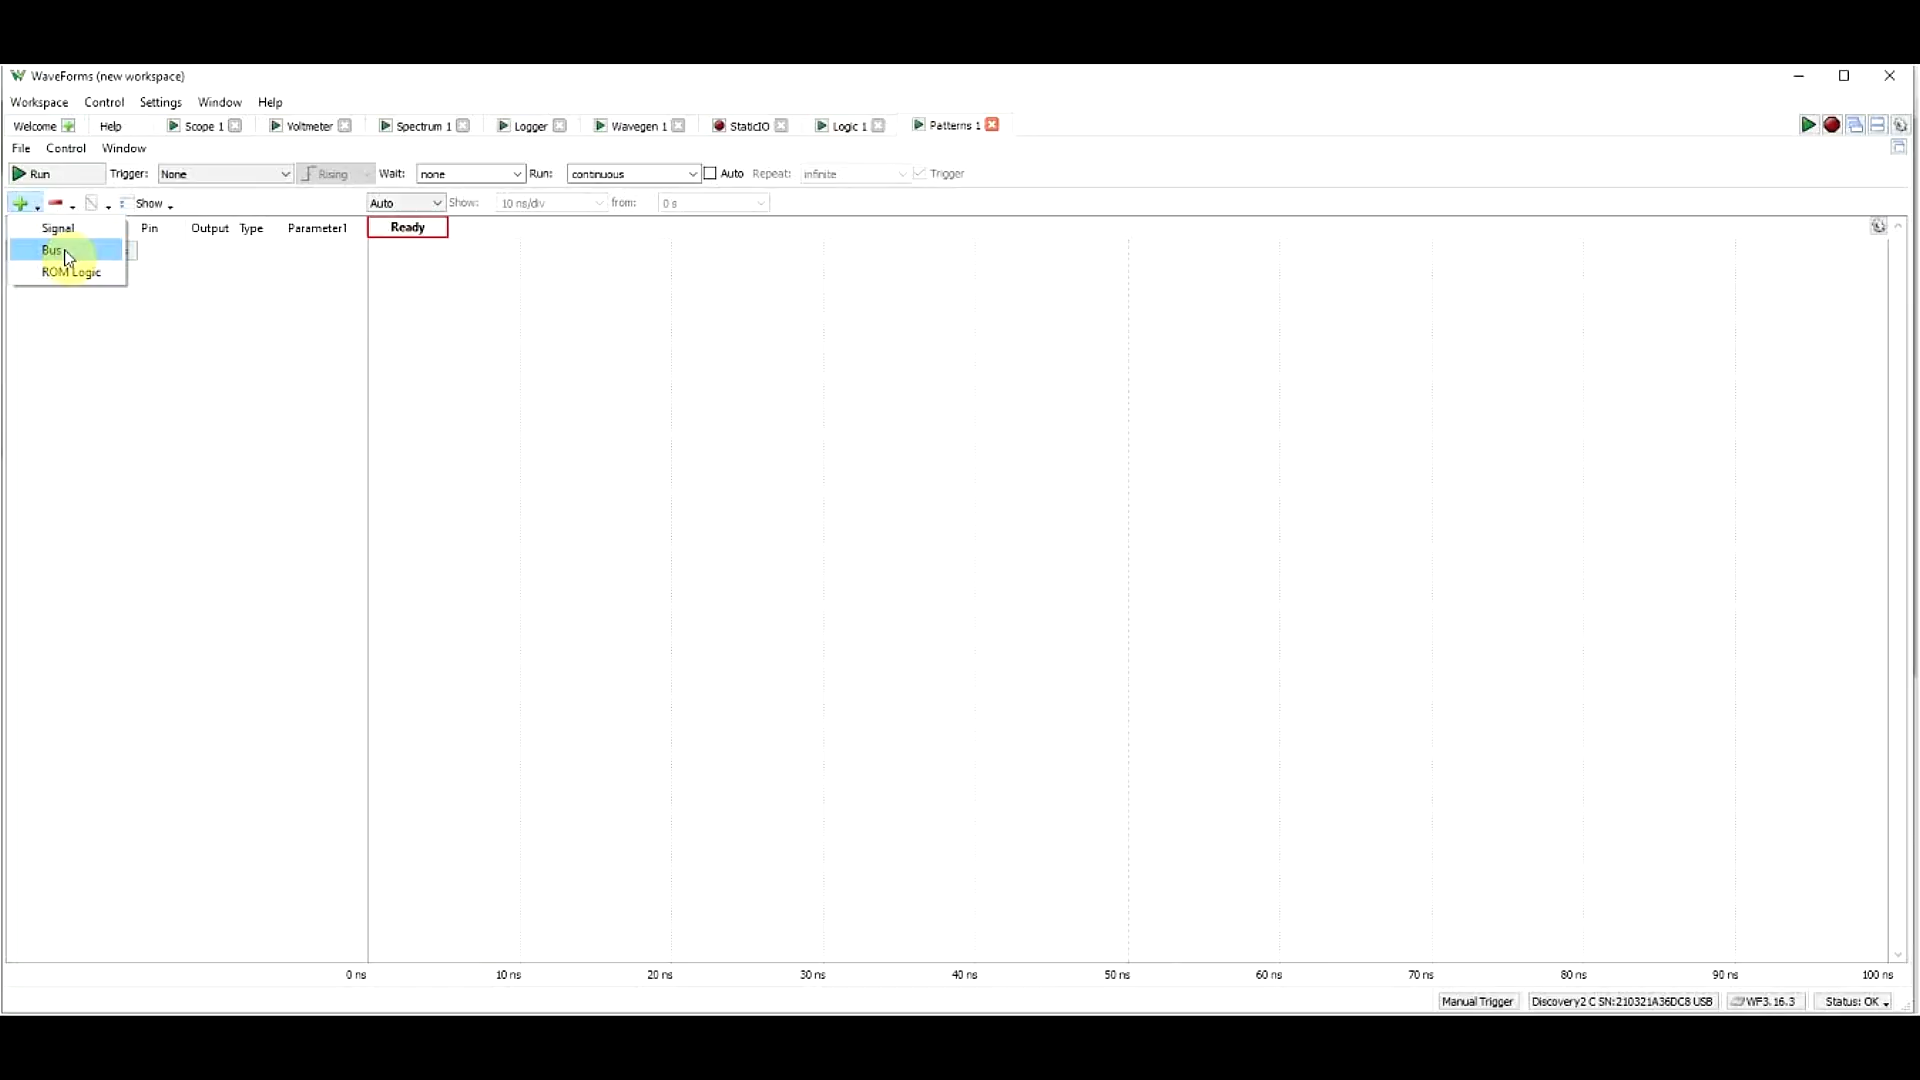 WaveForms (new workspace)
Workspace Control Settings Window Help
Welcome Help Scope 1 Voltmeter Spectrum 1 Logger Wavegen 1 StaticIO Logic 1 Patterns 1
File Control Window
Run Trigger: None Rising Wait: none Run: continuous Auto Repeat: infinite Trigger
Show Auto Show: 10 ns/div from: 0 s
Signal Pin Output Type Parameter1 Ready
Bus
ROM Logic
0 ns 10 ns 20 ns 30 ns 40 ns 50 ns 60 ns 70 ns 80 ns 90 ns 100 ns
Manual Trigger Discovery2 C SN:210321A36DC8 USB WF3.16.3 Status: OK